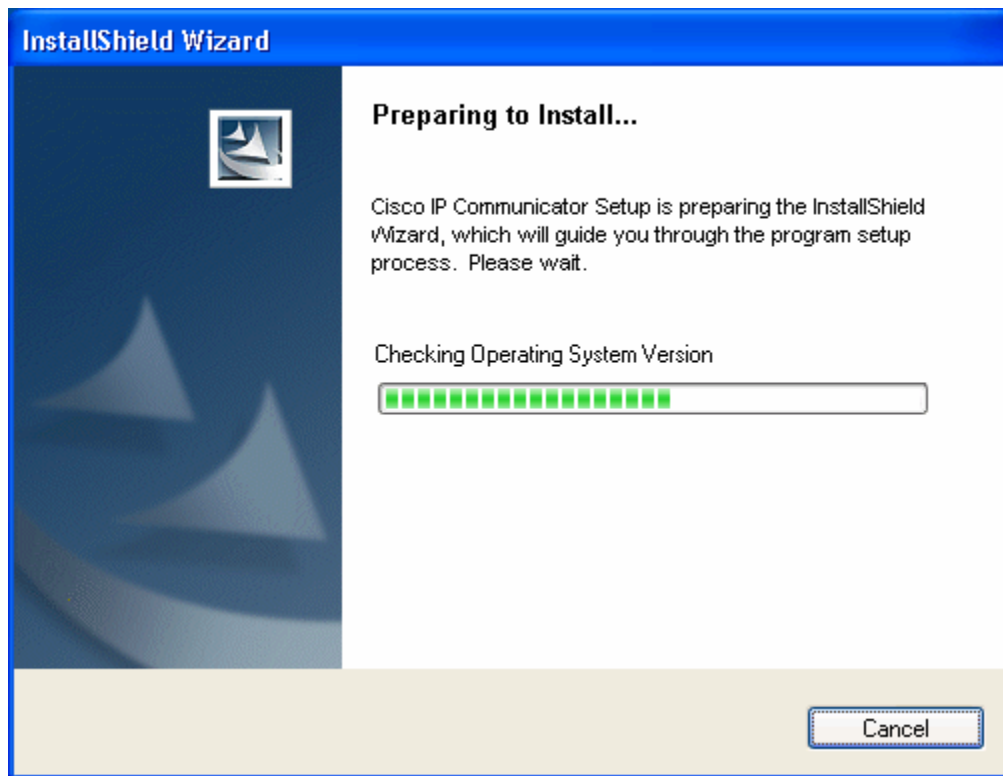 InstallShield Wizard
Preparing to Install...
Cisco IP Communicator Setup is preparing the InstallShield
Wizard, which will guide you through the program setup
process. Please wait.
Checking Operating System Version
Cancel